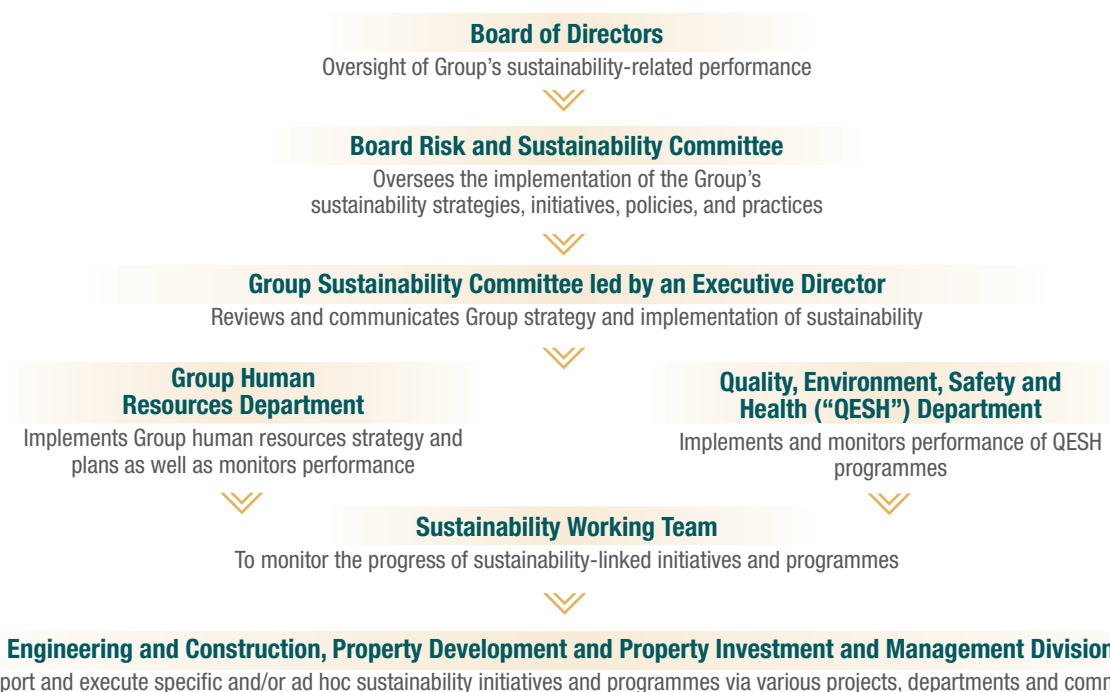 Board of Directors
Oversight of Group’s sustainability-related performance
Board Risk and Sustainability Committee
Oversees the implementation of the Group’s
sustainability strategies, initiatives, policies, and practices
Group Sustainability Committee led by an Executive Director
Reviews and communicates Group strategy and implementation of sustainability
Group Human
Resources Department
Implements Group human resources strategy and
plans as well as monitors performance
Quality, Environment, Safety and
Health (“QESH”) Department
Implements and monitors performance of QESH
programmes
Sustainability Working Team
To monitor the progress of sustainability-linked initiatives and programmes
Engineering and Construction, Property Development and Property Investment and Management Division
and execute specific and/or ad hoc sustainability initiatives and programmes via various projects, departments and